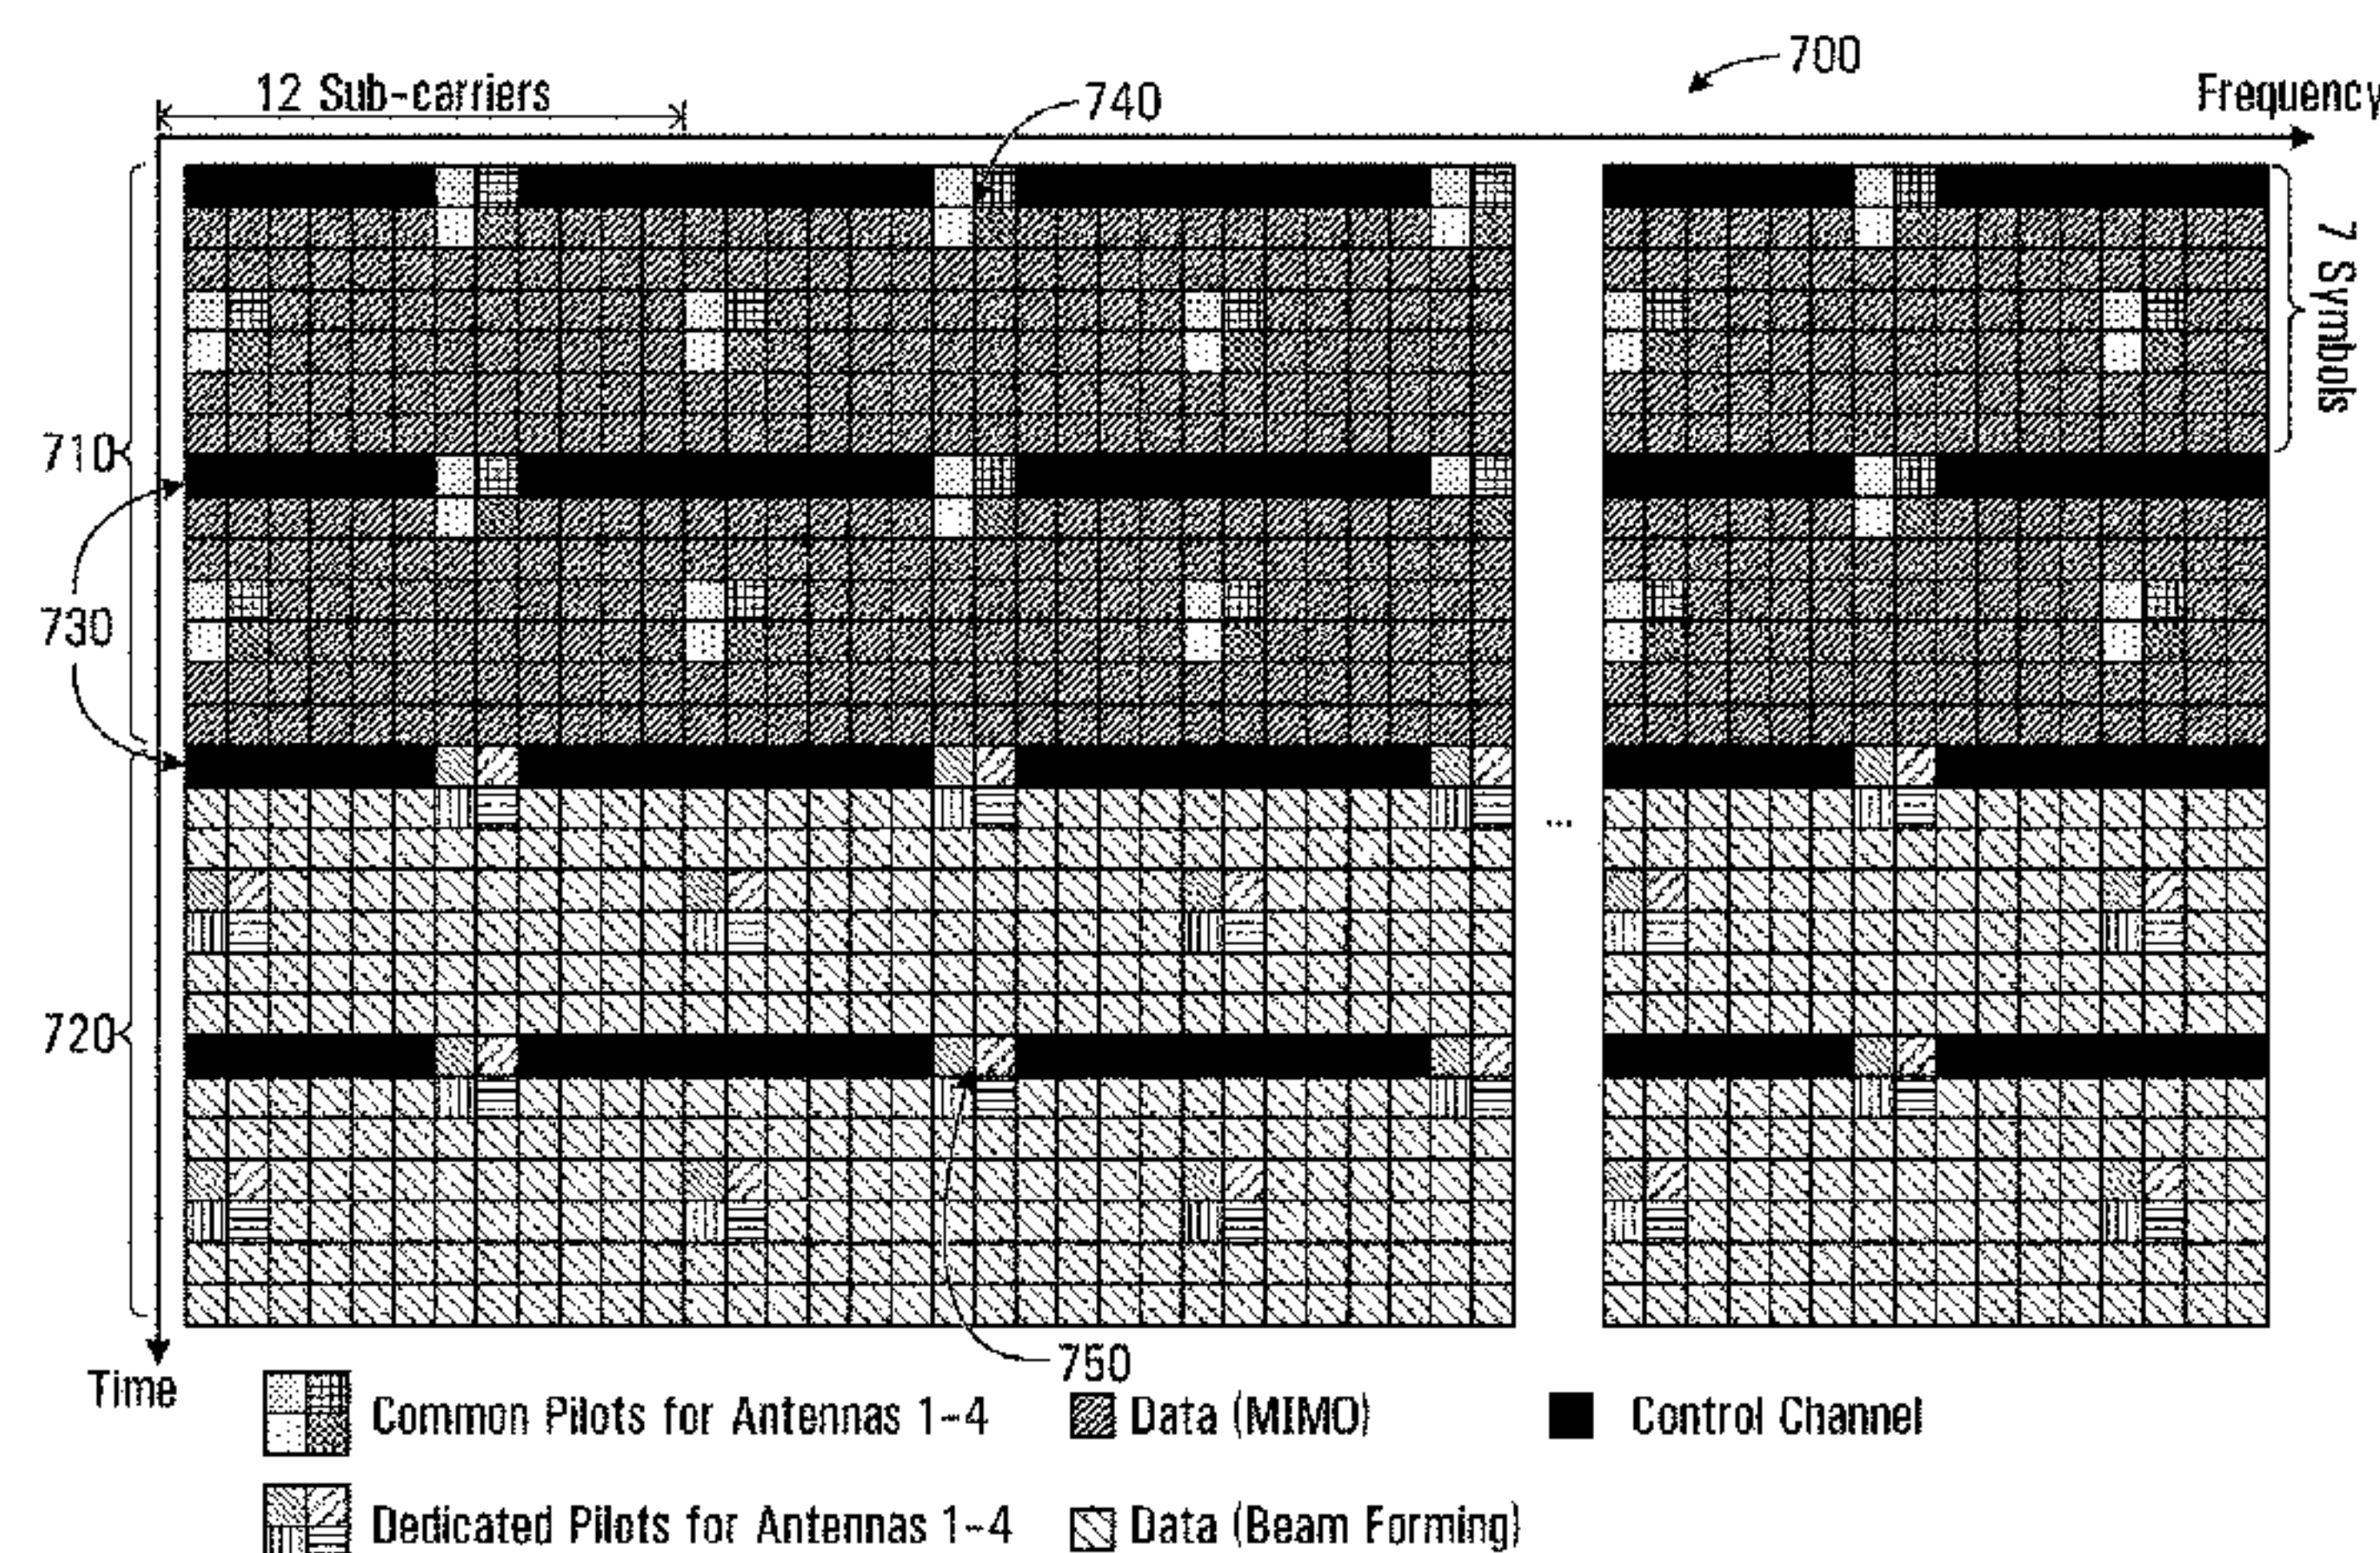 700
12 Sub-carriers
740
Frequency
7 Symbols
710
730
720
...
750
Time
Common Pilots for Antennas 1-4
Data (MIMO)
Control Channel
Dedicated Pilots for Antennas 1-4
Data (Beam Forming)